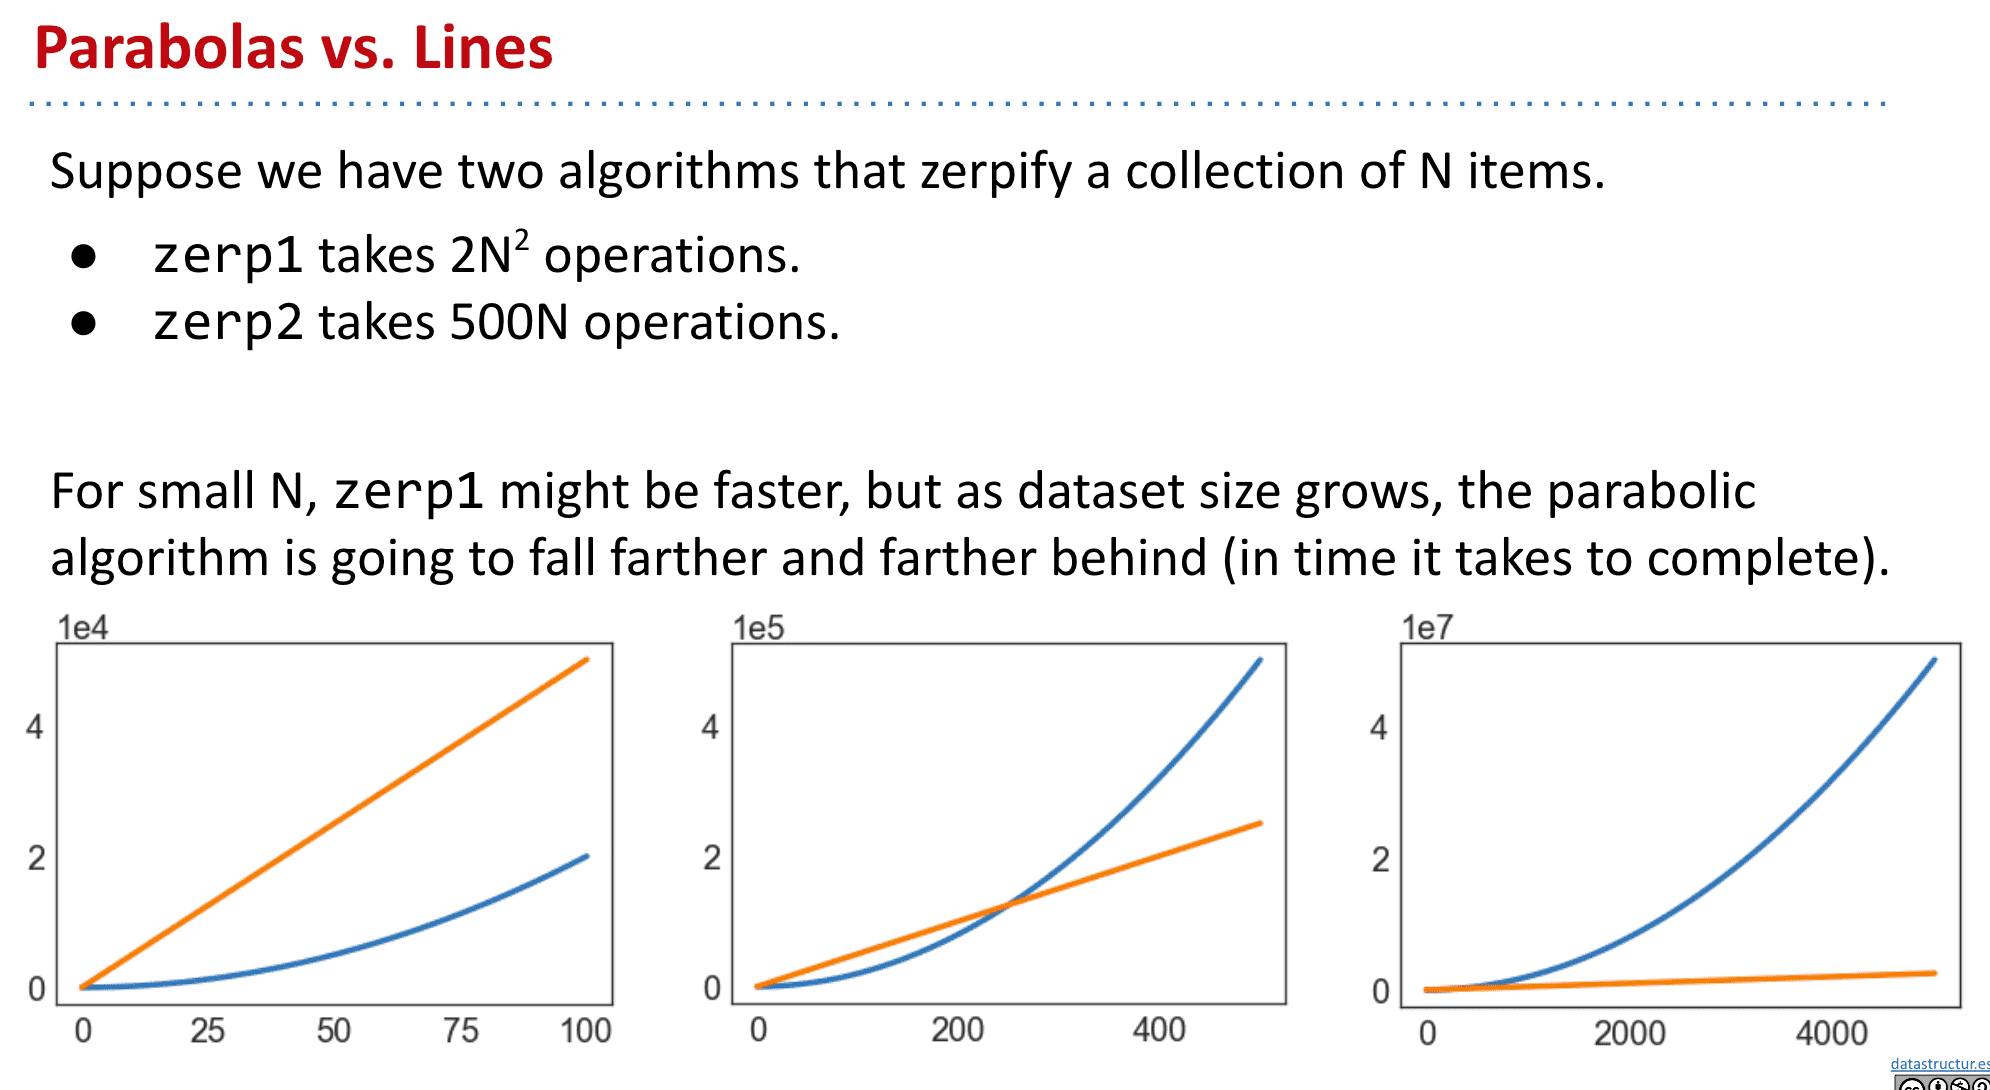 Parabolas vs. Lines
Suppose we have two algorithms that zerpify a collection of N items.
● zerp1 takes 2N² operations.
● zerp2 takes 500N operations.
For small N, zerp1 might be faster, but as dataset size grows, the parabolic
algorithm is going to fall farther and farther behind (in time it takes to complete).
1e4
4
2
0
0 25 50 75 100
1e5
4
2
0
0 200 400
1e7
4
2
0
0 2000 4000
datastructur.es